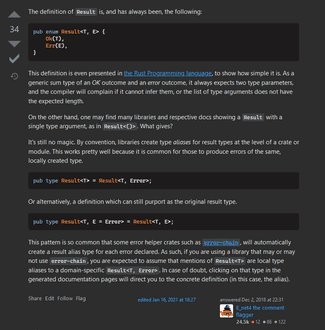 The definition of Result is, and has always been, the following:
34
pub enum Result<T, E> {
Ok(T),
Err(E),
}
This definition is even presented in the Rust Programming language, to show how simple it is. As a
generic sum type of an OK outcome and an error outcome, it always expects two type parameters,
and the compiler will complain if it cannot infer them, or the list of type arguments does not have
the expected length.
On the other hand, one may find many libraries and respective docs showing a Result with a
single type argument, as in Result<()>. What gives?
It's still no magic. By convention, libraries create type aliases for result types at the level of a crate or
module. This works pretty well because it is common for those to produce errors of the same,
locally created type.
pub type Result<T> = Result<T, Error>;
Or alternatively, a definition which can still purport as the original result type.
pub type Result<T, E = Error> = Result<T, E>;
This pattern is so common that some error helper crates such as error-chain, will automatically
create a result alias type for each error declared. As such, if you are using a library that may or may
not use error-chain, you are expected to assume that mentions of Result<T> are local type
aliases to a domain-specific Result<T, Error>. In case of doubt, clicking on that type in the
generated documentation pages will direct you to the concrete definition (in this case, the alias).
Share Edit Follow Flag
edited Jan 18, 2021 at 18:27
answered Dec 2, 2018 at 22:31
E_net4 the comment
flagger
24.5k 12 86 122